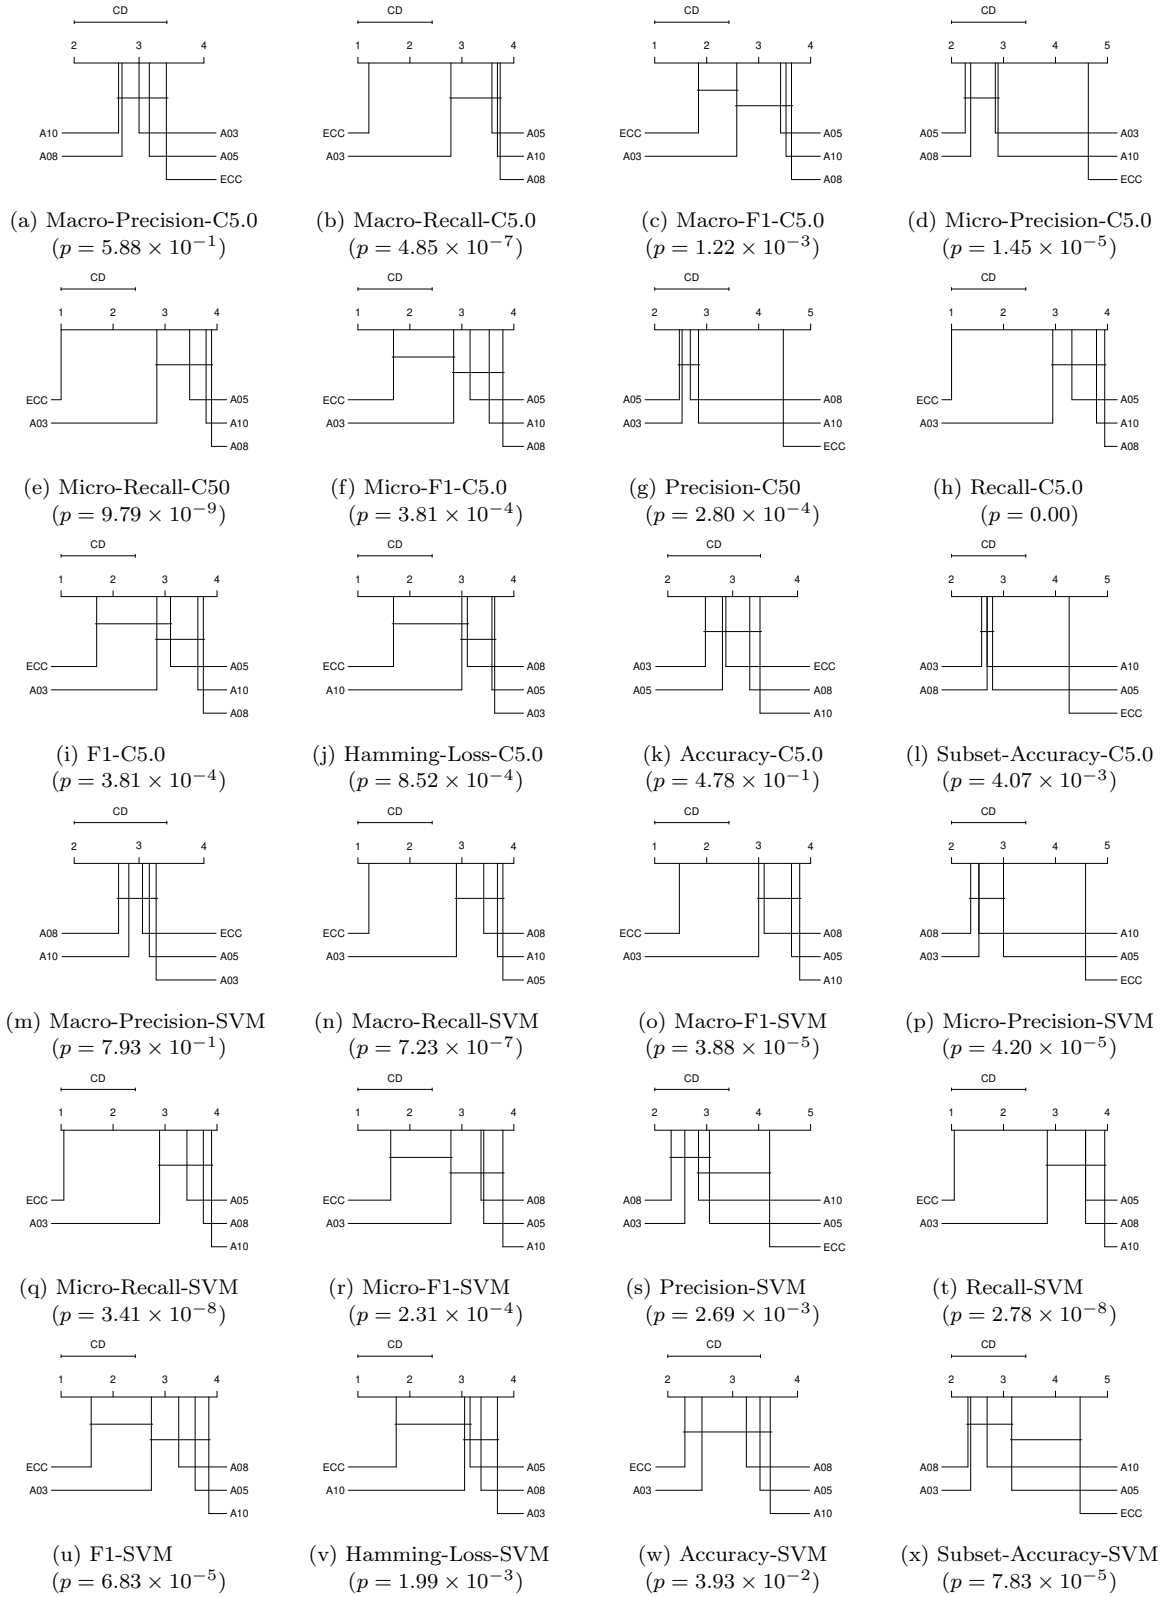 CD CD CD CD
2 3 4 1 2 3 4 1 2 3 4 2 3 4 5
A10 A03 ECC A05 ECC A05 A05 A03
A08 A05 A03 A10 A03 A10 A08 A10
ECC A08 A08 ECC
(a) Macro-Precision-C5.0 (b) Macro-Recall-C5.0 (c) Macro-F1-C5.0 (d) Micro-Precision-C5.0
(p = 5.88 × 10⁻¹) (p = 4.85 × 10⁻⁷) (p = 1.22 × 10⁻³) (p = 1.45 × 10⁻⁵)
CD CD CD CD
1 2 3 4 1 2 3 4 2 3 4 5 1 2 3 4
ECC A05 ECC A05 A05 A08 ECC A05
A03 A10 A03 A10 A03 A10 A03 A10
A08 A08 ECC A08
(e) Micro-Recall-C50 (f) Micro-F1-C5.0 (g) Precision-C50 (h) Recall-C5.0
(p = 9.79 × 10⁻⁹) (p = 3.81 × 10⁻⁴) (p = 2.80 × 10⁻⁴) (p = 0.00)
CD CD CD CD
1 2 3 4 1 2 3 4 2 3 4 2 3 4 5
ECC A05 ECC A08 A03 ECC A03 A10
A03 A10 A10 A05 A05 A08 A08 A05
A08 A03 A10 ECC
(i) F1-C5.0 (j) Hamming-Loss-C5.0 (k) Accuracy-C5.0 (l) Subset-Accuracy-C5.0
(p = 3.81 × 10⁻⁴) (p = 8.52 × 10⁻⁴) (p = 4.78 × 10⁻¹) (p = 4.07 × 10⁻³)
CD CD CD CD
2 3 4 1 2 3 4 1 2 3 4 2 3 4 5
A08 ECC ECC A08 ECC A08 A08 A10
A10 A05 A03 A10 A03 A05 A03 A05
A03 A05 A10 ECC
(m) Macro-Precision-SVM (n) Macro-Recall-SVM (o) Macro-F1-SVM (p) Micro-Precision-SVM
(p = 7.93 × 10⁻¹) (p = 7.23 × 10⁻⁷) (p = 3.88 × 10⁻⁵) (p = 4.20 × 10⁻⁵)
CD CD CD CD
1 2 3 4 1 2 3 4 2 3 4 5 1 2 3 4
ECC A05 ECC A08 A08 A10 ECC A05
A03 A08 A03 A05 A03 A05 A03 A08
A10 A10 ECC A10
(q) Micro-Recall-SVM (r) Micro-F1-SVM (s) Precision-SVM (t) Recall-SVM
(p = 3.41 × 10⁻⁸) (p = 2.31 × 10⁻⁴) (p = 2.69 × 10⁻³) (p = 2.78 × 10⁻⁸)
CD CD CD CD
1 2 3 4 1 2 3 4 2 3 4 2 3 4 5
ECC A08 ECC A05 ECC A08 A08 A10
A03 A05 A10 A08 A03 A05 A03 A05
A10 A03 A10 ECC
(u) F1-SVM (v) Hamming-Loss-SVM (w) Accuracy-SVM (x) Subset-Accuracy-SVM
(p = 6.83 × 10⁻⁵) (p = 1.99 × 10⁻³) (p = 3.93 × 10⁻²) (p = 7.83 × 10⁻⁵)